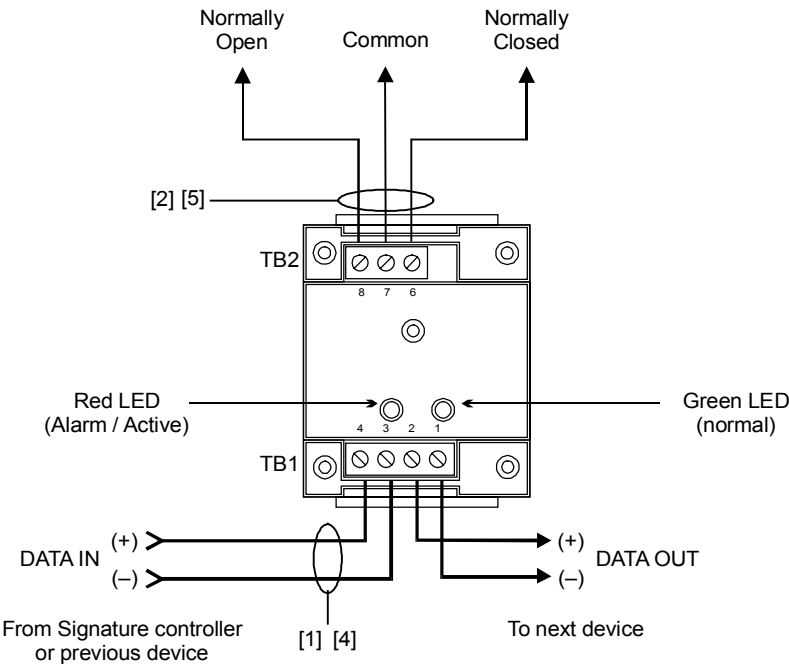 Normally
Open
Common
Normally
Closed
[2] [5]
TB2
8 7 6
Red LED
(Alarm / Active)
Green LED
(normal)
4 3 2 1
TB1
DATA IN
(+)
(–)
(+)
(–)
DATA OUT
From Signature controller
or previous device
[1] [4]
To next device